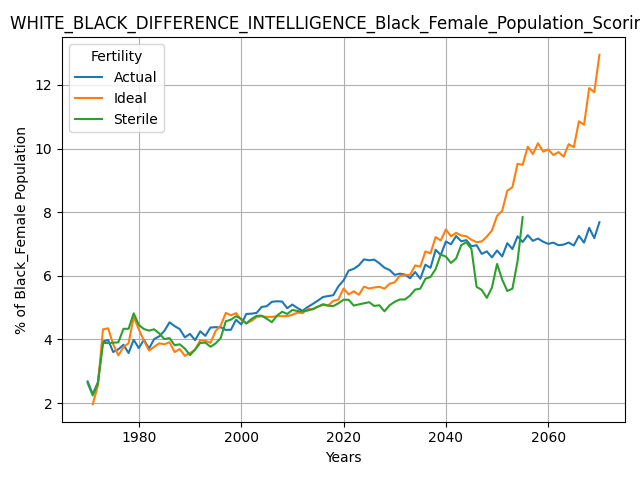 WHITE_BLACK_DIFFERENCE_INTELLIGENCE_Black_Female_Population_Scorin
Fertility
Actual
Ideal
Sterile
% of Black_Female Population
12
10
8
6
4
2
1980
2000
2020
2040
2060
Years